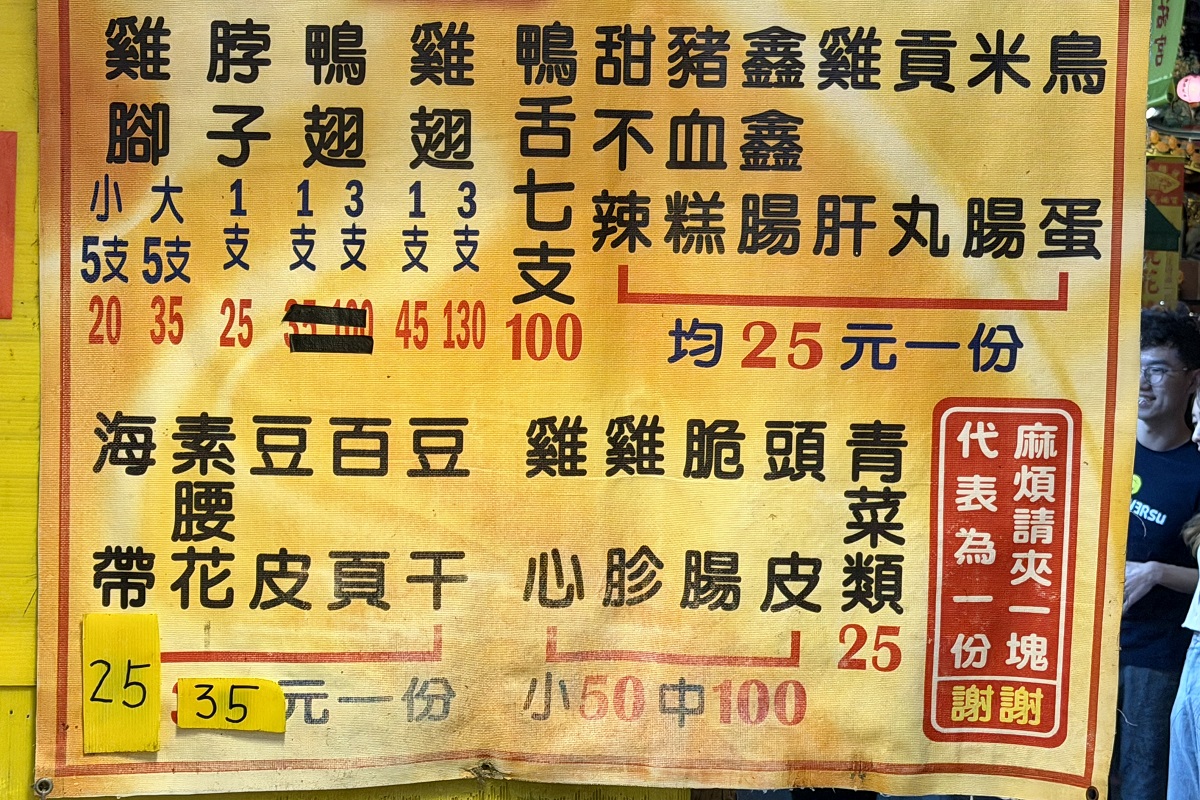 鳥蛋
米腸
貢丸
雞肝
鑫鑫腸
豬血糕
甜不辣
均25元一份
鴨舌七支
100
雞翅
1支 3支
45 130
鴨翅
1支 3支
脖子
1支
25
雞腳
小5支 大5支
20 35
麻煩請夾一塊
代表為一份
謝謝
青菜類
25
頭皮
脆腸
雞胗
雞心
小50中100
豆干
百頁
豆皮
素腰花
海帶
35元一份
25